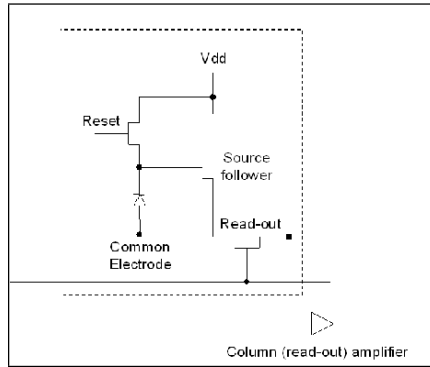 Vdd
Reset
Source
follower
Read-out
Common
Electrode
Column (read-out) amplifier